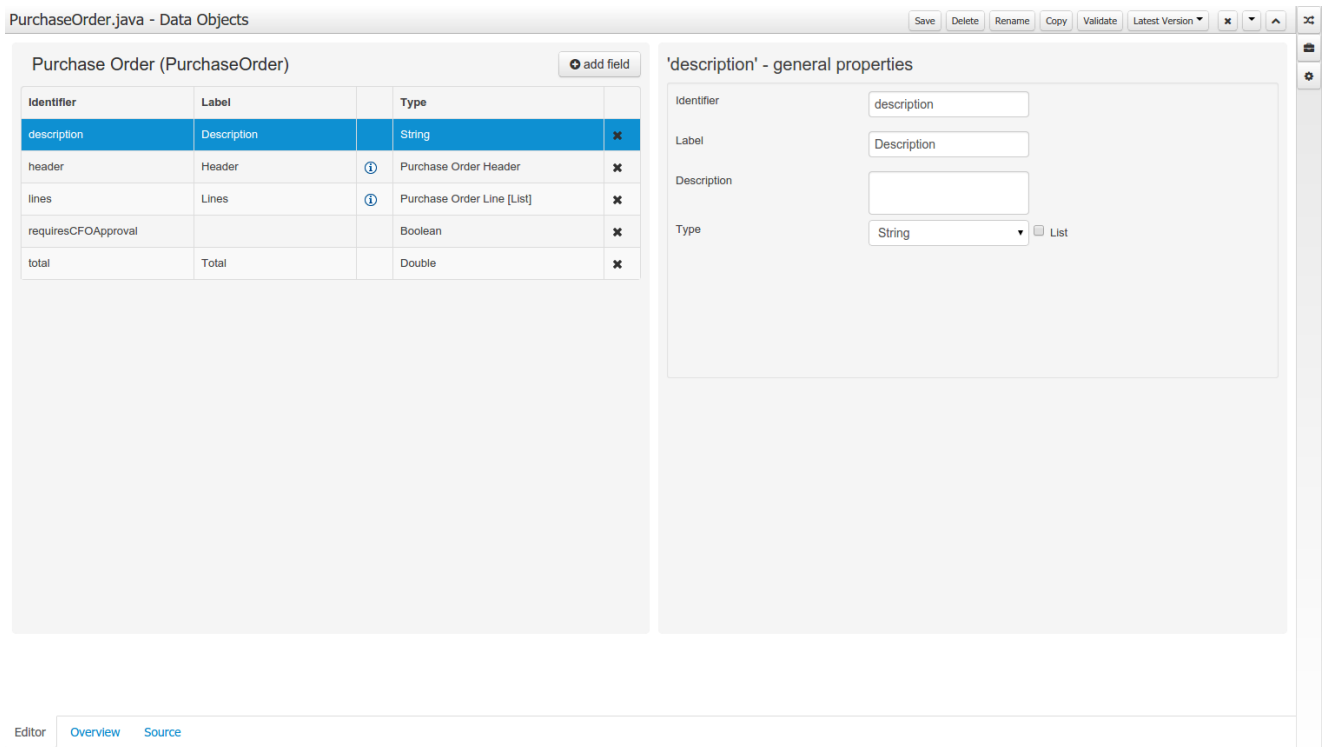 PurchaseOrder.java - Data Objects
Save Delete Rename Copy Validate Latest Version
Purchase Order (PurchaseOrder)
add field
Identifier Label Type
description Description String
header Header Purchase Order Header
lines Lines Purchase Order Line [List]
requiresCFOApproval Boolean
total Total Double
'description' - general properties
Identifier description
Label Description
Description
Type String List
Editor Overview Source